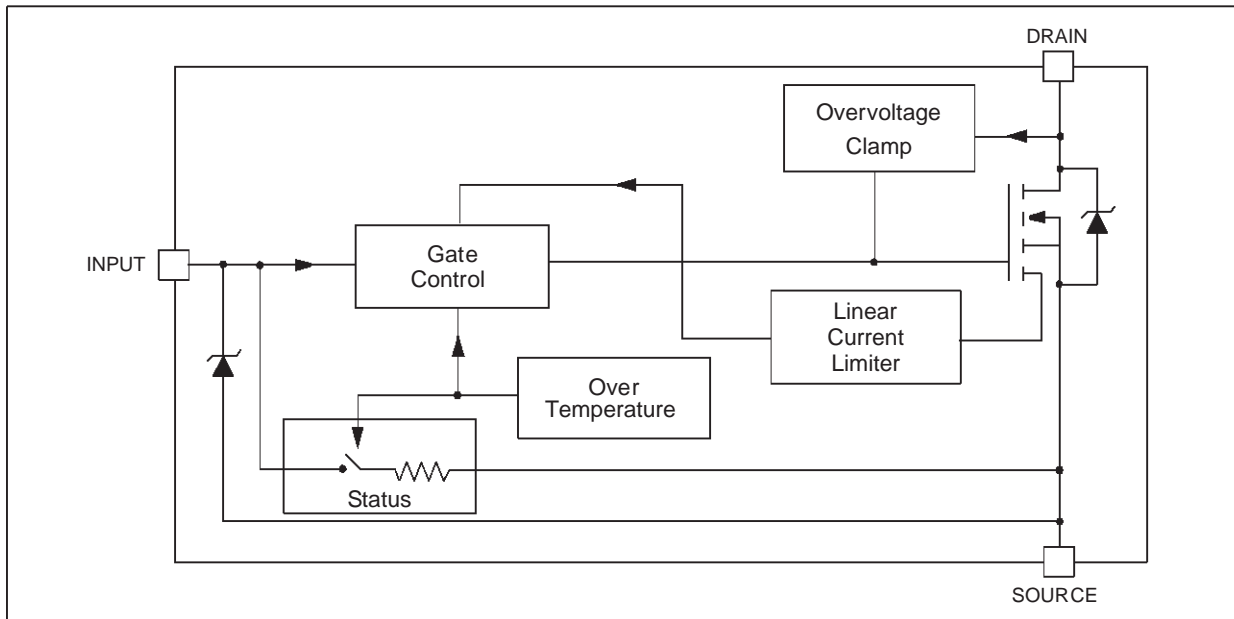 DRAIN
Overvoltage
Clamp
INPUT
Gate
Control
Linear
Current
Limiter
Over
Temperature
Status
SOURCE